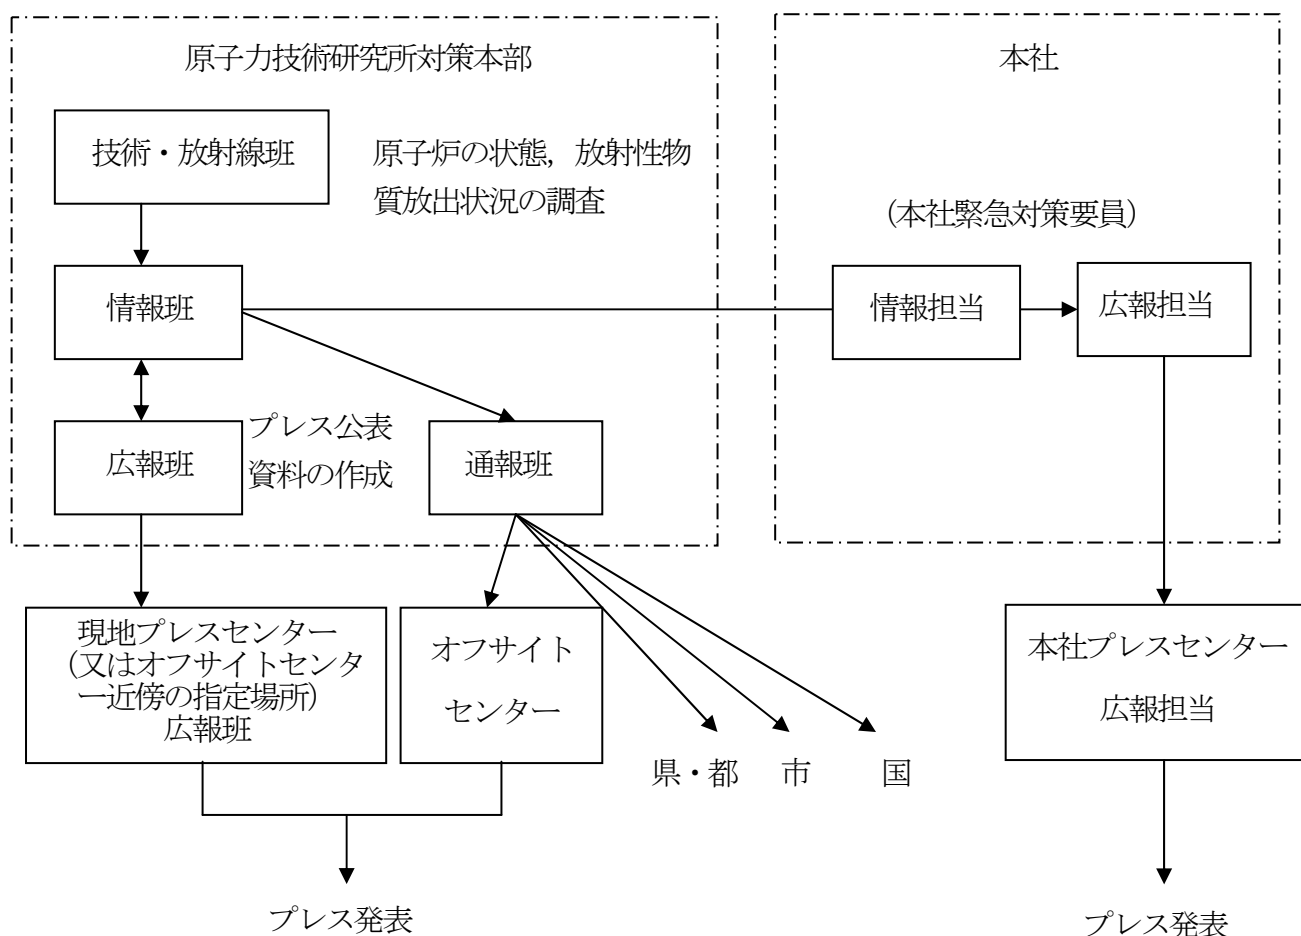 原子力技術研究所対策本部
技術・放射線班
原子炉の状態，放射性物
質放出状況の調査
情報班
広報班
プレス公表
資料の作成
通報班
本社
(本社緊急対策要員)
情報担当
広報担当
現地プレスセンター
(又はオフサイトセンタ
ー近傍の指定場所)
広報班
オフサイト
センター
県・都
市
国
本社プレスセンター
広報担当
プレス発表
プレス発表